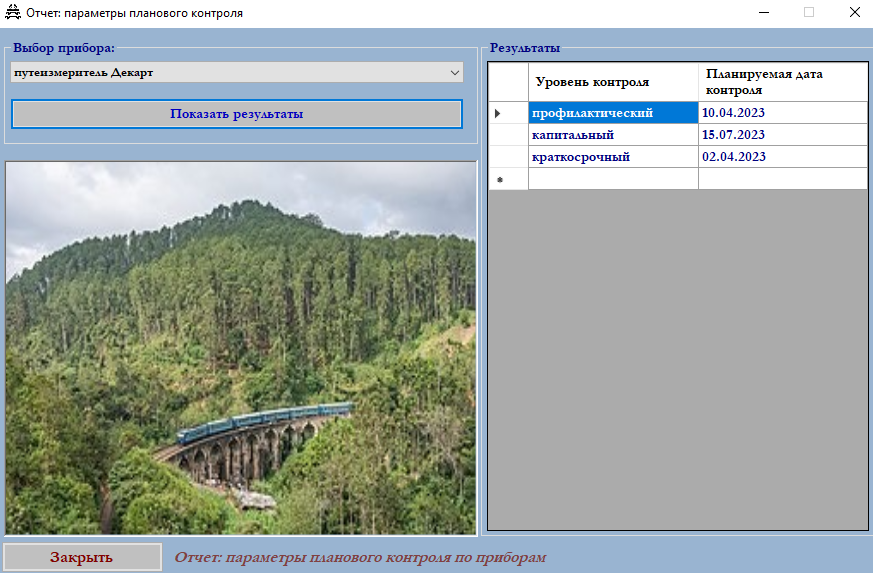 Отчет: параметры планового контроля
Выбор прибора:
путеизмеритель Декарт
Показать результаты
Результаты
Уровень контроля
Планируемая дата
контроля
профилактический 10.04.2023
капитальный 15.07.2023
краткосрочный 02.04.2023
Закрыть
Отчет: параметры планового контроля по приборам